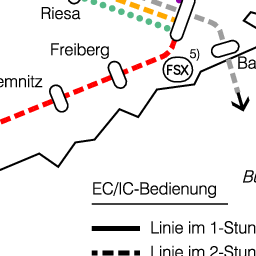 Riesa
Freiberg
5)
FSX
Ba
emnitz
B
EC/IC-Bedienung
Linie im 1-Stun
Linie im 2-Stun